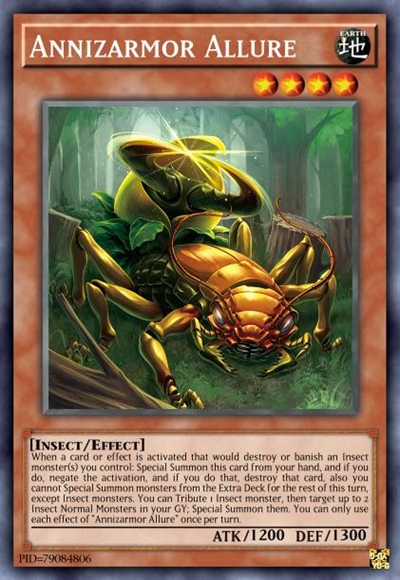 ANNIZARMOR ALLURE
EARTH
地
[INSECT/EFFECT]
When a card or effect is activated that would destroy or banish an Insect
monster(s) you control: Special Summon this card from your hand, and if you
do, negate the activation, and if you do that, destroy that card, also you
cannot Special Summon monsters from the Extra Deck for the rest of this turn,
except Insect monsters. You can Tribute 1 Insect monster, then target up to 2
Insect Normal Monsters in your GY; Special Summon them. You can only use
each effect of "Annizarmor Allure" once per turn.
ATK/1200 DEF/1300
PID=79084806